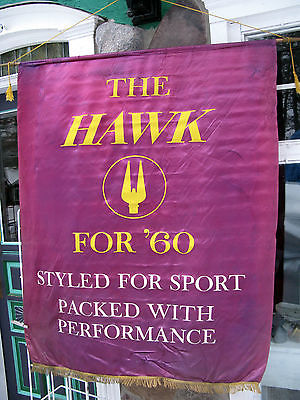 THE
HAWK
FOR '60
STYLED FOR SPORT
PACKED WITH
PERFORMANCE